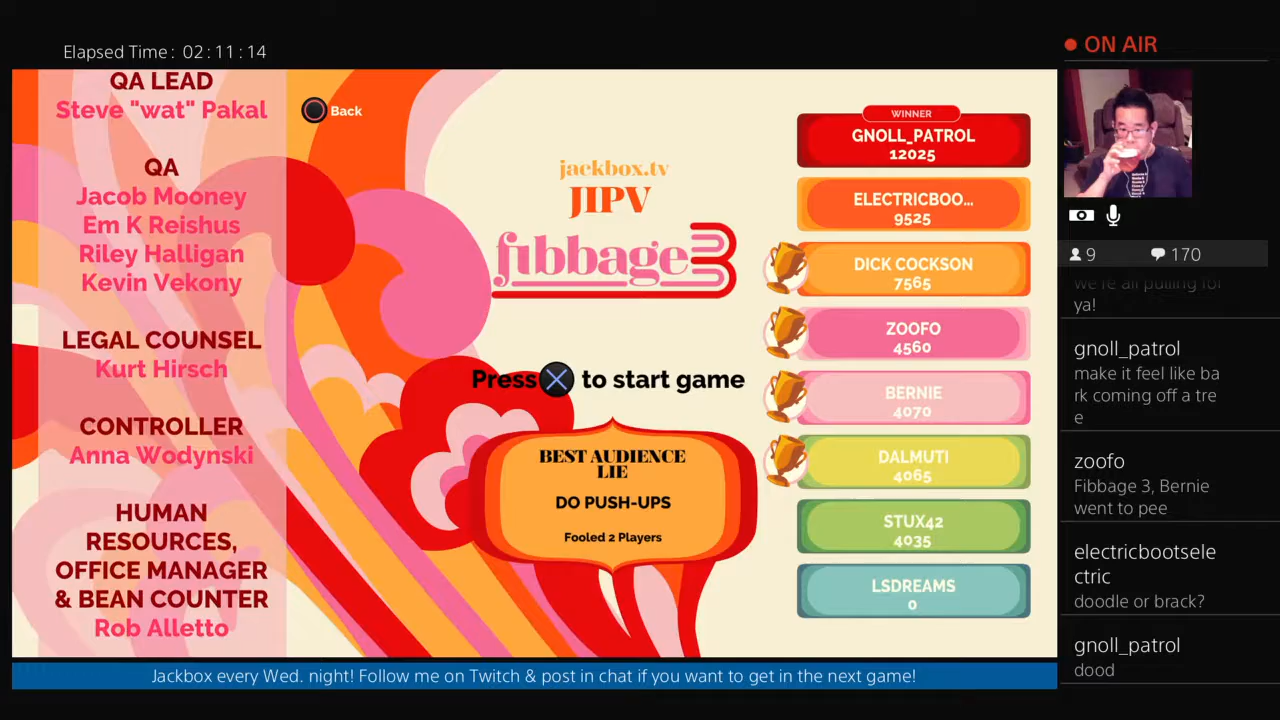 Elapsed Time: 02:11:14
ON AIR
QA LEAD
Steve "wat" Pakal
QA
Jacob Mooney
Em K Reishus
Riley Halligan
Kevin Vekony
LEGAL COUNSEL
Kurt Hirsch
CONTROLLER
Anna Wodynski
HUMAN
RESOURCES,
OFFICE MANAGER
& BEAN COUNTER
Rob Alletto
Back
jackbox.tv
JIPV
fibbage 3
Press X to start game
BEST AUDIENCE
LIE
DO PUSH-UPS
Fooled 2 Players
WINNER
GNOLL_PATROL
12025
ELECTRICBOO...
9525
DICK COCKSON
7565
ZOOFO
4560
BERNIE
4070
DALMUTI
4065
STUX42
4035
LSDREAMS
0
9
170
we're all pulling for
ya!
gnoll_patrol
make it feel like ba
rk coming off a tre
e
zoofo
Fibbage 3, Bernie
went to pee
electricbootsele
ctric
doodle or brack?
gnoll_patrol
dood
Jackbox every Wed. night! Follow me on Twitch & post in chat if you want to get in the next game!